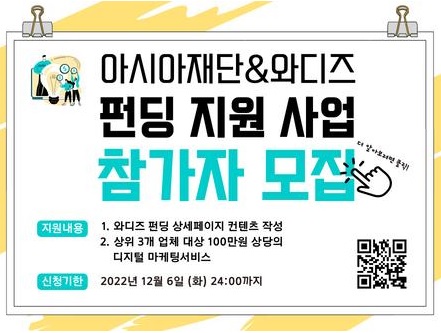 아시아재단&와디즈
펀딩 지원 사업
참가자 모집
더 알아보려면 클릭!
지원내용
1. 와디즈 펀딩 상세페이지 컨텐츠 작성
2. 상위 3개 업체 대상 100만원 상당의
디지털 마케팅서비스
신청기한
2022년 12월 6일 (화) 24:00까지